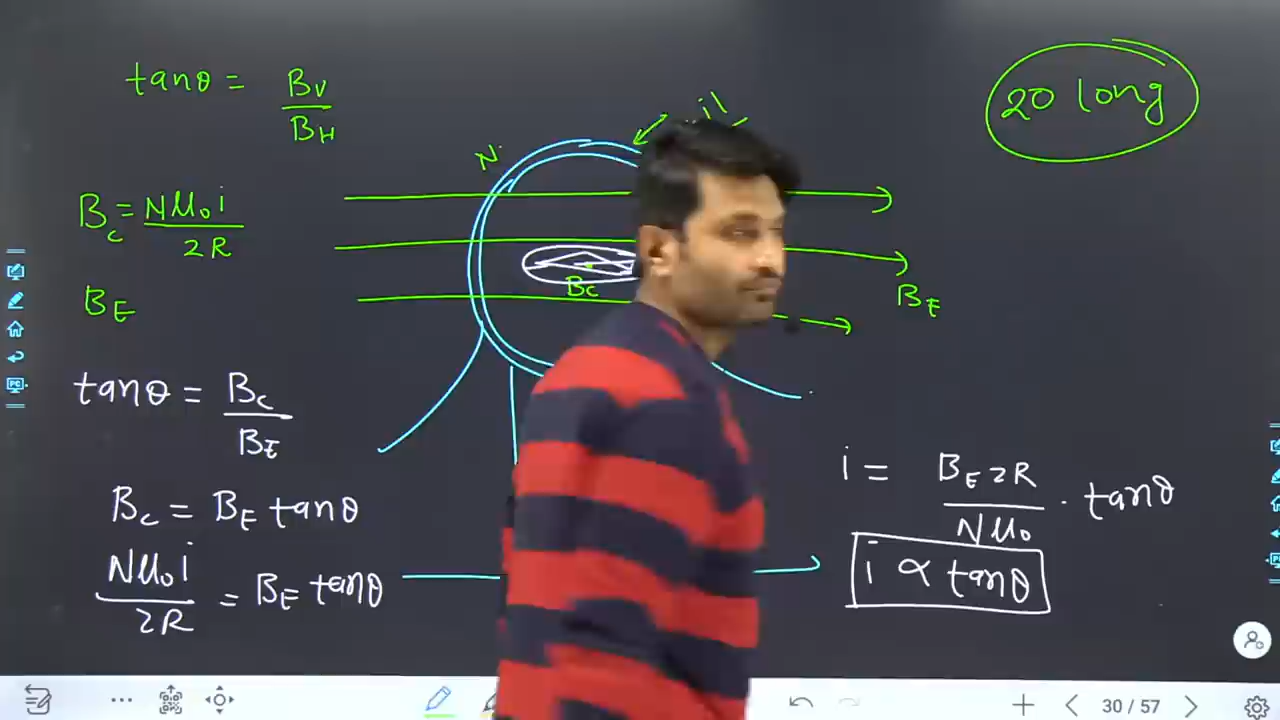 tanθ = Bv / BH
20 long
N
i
Bc = Nμ₀i / 2R
Bc
BE
BE
tanθ = Bc / BE
Bc = BE tanθ
Nμ₀i / 2R = BE tanθ
i = BE 2R / Nμ₀ · tanθ
i ∝ tanθ
30 / 57